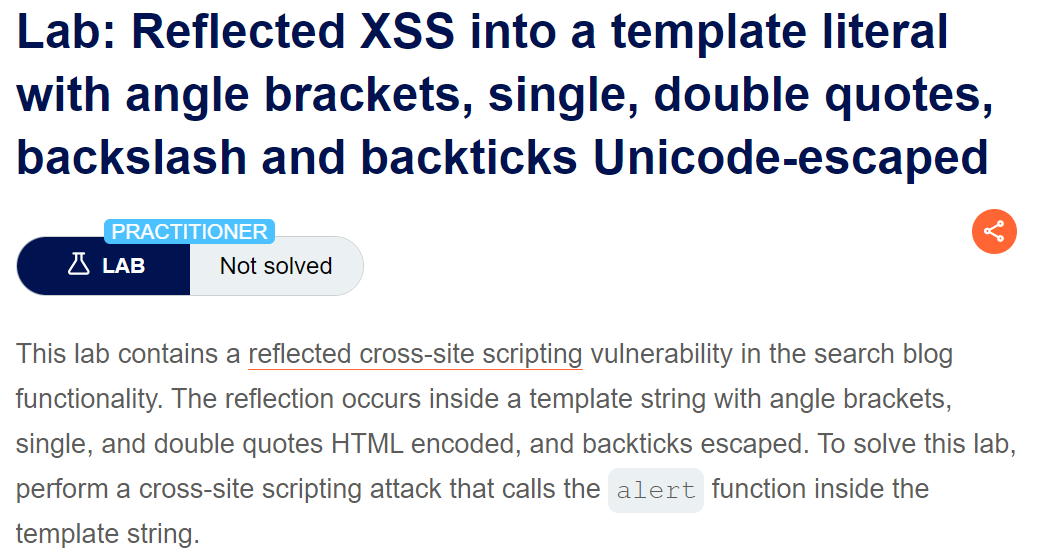 Lab: Reflected XSS into a template literal
with angle brackets, single, double quotes,
backslash and backticks Unicode-escaped
PRACTITIONER
LAB Not solved
This lab contains a reflected cross-site scripting vulnerability in the search blog
functionality. The reflection occurs inside a template string with angle brackets,
single, and double quotes HTML encoded, and backticks escaped. To solve this lab,
perform a cross-site scripting attack that calls the alert function inside the
template string.